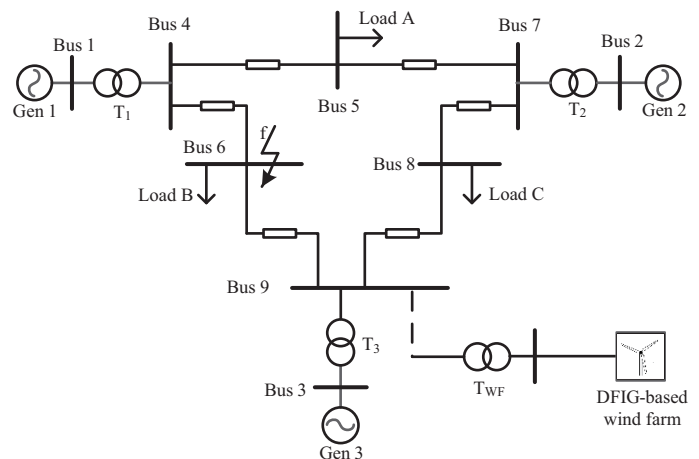 Load A
Bus 4
Bus 7
Bus 1
Bus 2
Gen 1
T1
Bus 5
T2
Gen 2
Bus 6
f
Bus 8
Load B
Load C
Bus 9
T3
Bus 3
TWF
Gen 3
DFIG-based
wind farm